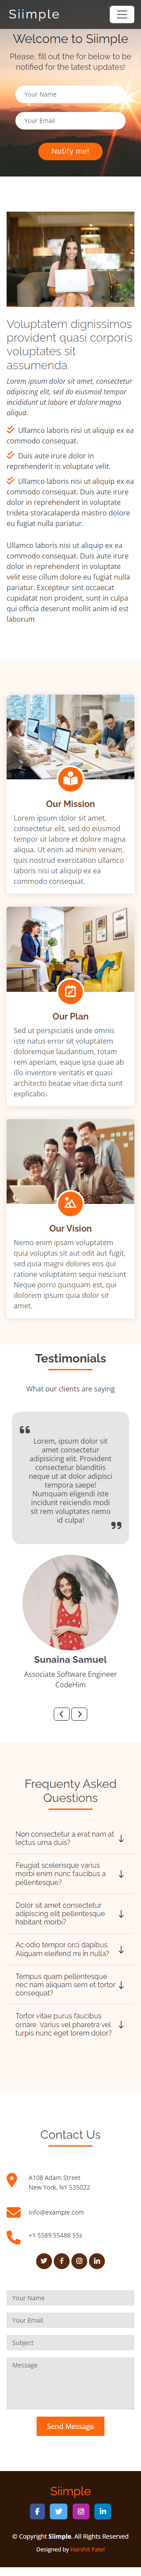 Siimple
Welcome to Siimple
Please, fill out the for below to be
notified for the latest updates!
Your Name
Your Email
Notify me!
Voluptatem dignissimos
provident quasi corporis
voluptates sit
assumenda.
Lorem ipsum dolor sit amet, consectetur
adipiscing elit, sed do eiusmod tempor
incididunt ut labore et dolore magna
aliqua.
Ullamco laboris nisi ut aliquip ex ea
commodo consequat.
Duis aute irure dolor in
reprehenderit in voluptate velit.
Ullamco laboris nisi ut aliquip ex ea
commodo consequat. Duis aute irure
dolor in reprehenderit in voluptate
trideta storacalaperda mastiro dolore
eu fugiat nulla pariatur.
Ullamco laboris nisi ut aliquip ex ea
commodo consequat. Duis aute irure
dolor in reprehenderit in voluptate
velit esse cillum dolore eu fugiat nulla
pariatur. Excepteur sint occaecat
cupidatat non proident, sunt in culpa
qui officia deserunt mollit anim id est
laborum
Our Mission
Lorem ipsum dolor sit amet,
consectetur elit, sed do eiusmod
tempor ut labore et dolore magna
aliqua. Ut enim ad minim veniam,
quis nostrud exercitation ullamco
laboris nisi ut aliquip ex ea
commodo consequat.
Our Plan
Sed ut perspiciatis unde omnis
iste natus error sit voluptatem
doloremque laudantium, totam
rem aperiam, eaque ipsa quae ab
illo inventore veritatis et quasi
architecto beatae vitae dicta sunt
explicabo.
Our Vision
Nemo enim ipsam voluptatem
quia voluptas sit aut odit aut fugit,
sed quia magni dolores eos qui
ratione voluptatem sequi nesciunt
Neque porro quisquam est, qui
dolorem ipsum quia dolor sit
amet.
Testimonials
What our clients are saying
Lorem, ipsum dolor sit
amet consectetur
adipisicing elit. Provident
consectetur blanditiis
neque ut at dolor adipisci
tempora saepe!
Numquam eligendi iste
incidunt reiciendis modi
sit rem voluptates nemo
id culpa!
Sunaina Samuel
Associate Software Engineer
CodeHim
Frequenty Asked
Questions
Non consectetur a erat nam at
lectus urna duis?
Feugiat scelerisque varius
morbi enim nunc faucibus a
pellentesque?
Dolor sit amet consectetur
adipiscing elit pellentesque
habitant morbi?
Ac odio tempor orci dapibus.
Aliquam eleifend mi in nulla?
Tempus quam pellentesque
nec nam aliquam sem et tortor
consequat?
Tortor vitae purus faucibus
ornare. Varius vel pharetra vel
turpis nunc eget lorem dolor?
Contact Us
A108 Adam Street
New York, NY 535022
info@example.com
+1 5589 55488 55s
Your Name
Your Email
Subject
Message
Send Message
Siimple
© Copyright Siimple. All Rights Reserved
Designed by Harshit Patel